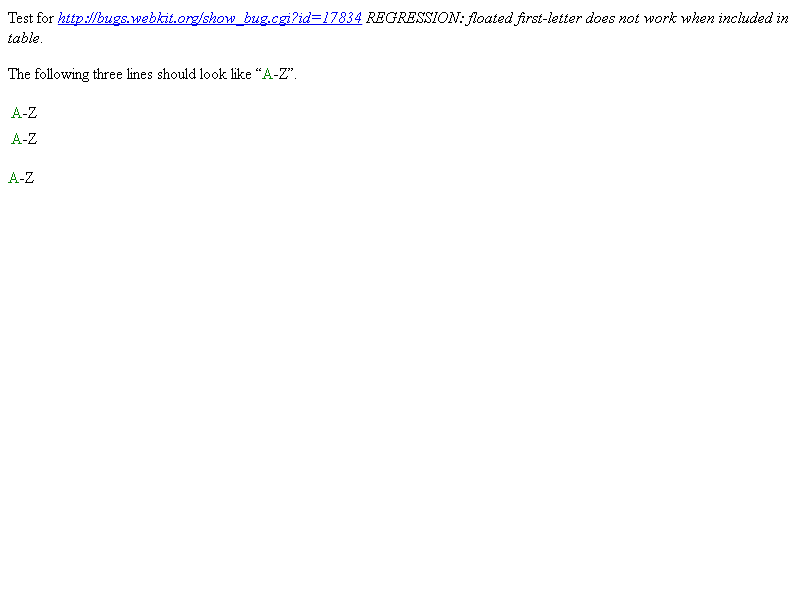 Test for http://bugs.webkit.org/show_bug.cgi?id=17834 REGRESSION: floated first-letter does not work when included in
table.
The following three lines should look like “A-Z”.
A-Z
A-Z
A-Z